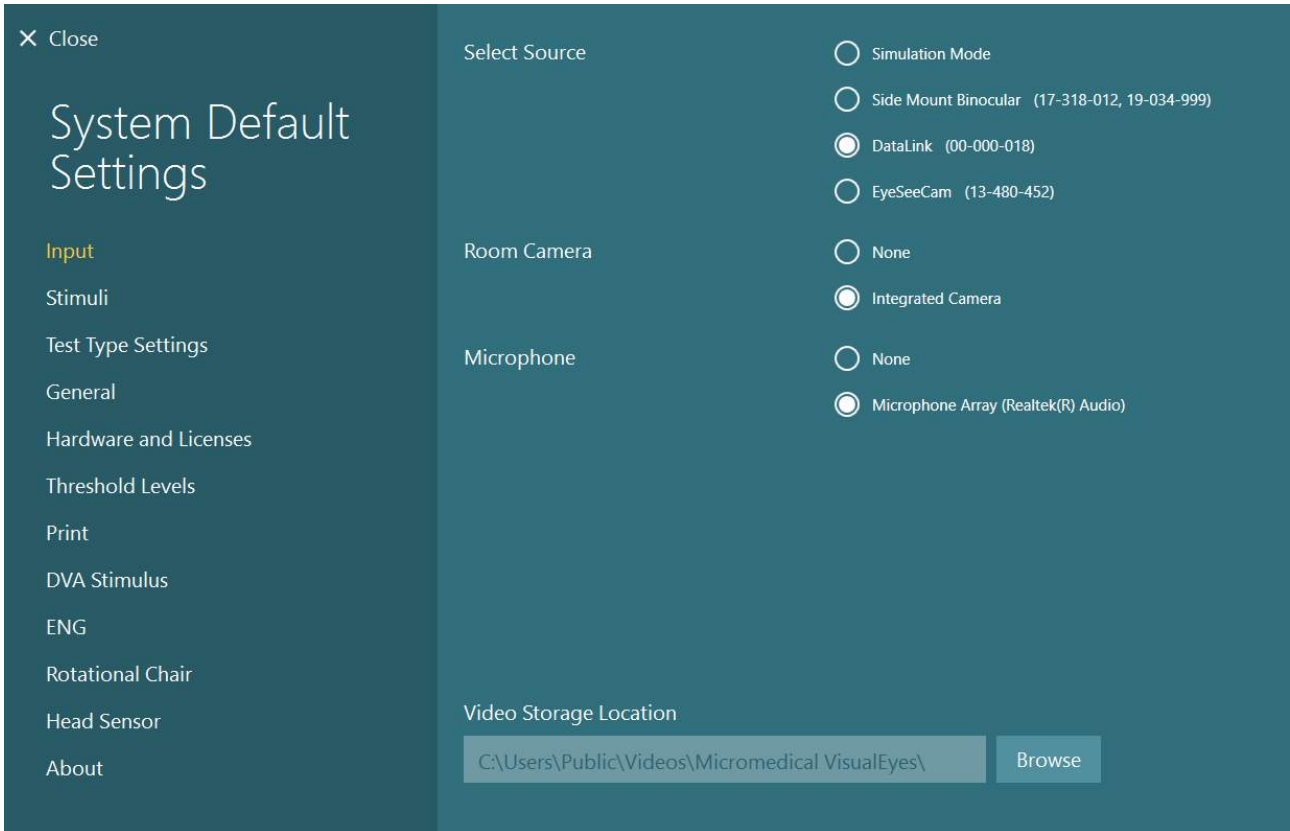 Close
System Default
Settings
Input
Stimuli
Test Type Settings
General
Hardware and Licenses
Threshold Levels
Print
DVA Stimulus
ENG
Rotational Chair
Head Sensor
About
Select Source
Simulation Mode
Side Mount Binocular (17-318-012, 19-034-999)
DataLink (00-000-018)
EyeSeeCam (13-480-452)
Room Camera
None
Integrated Camera
Microphone
None
Microphone Array (Realtek(R) Audio)
Video Storage Location
C:\Users\Public\Videos\Micromedical VisualEyes\
Browse